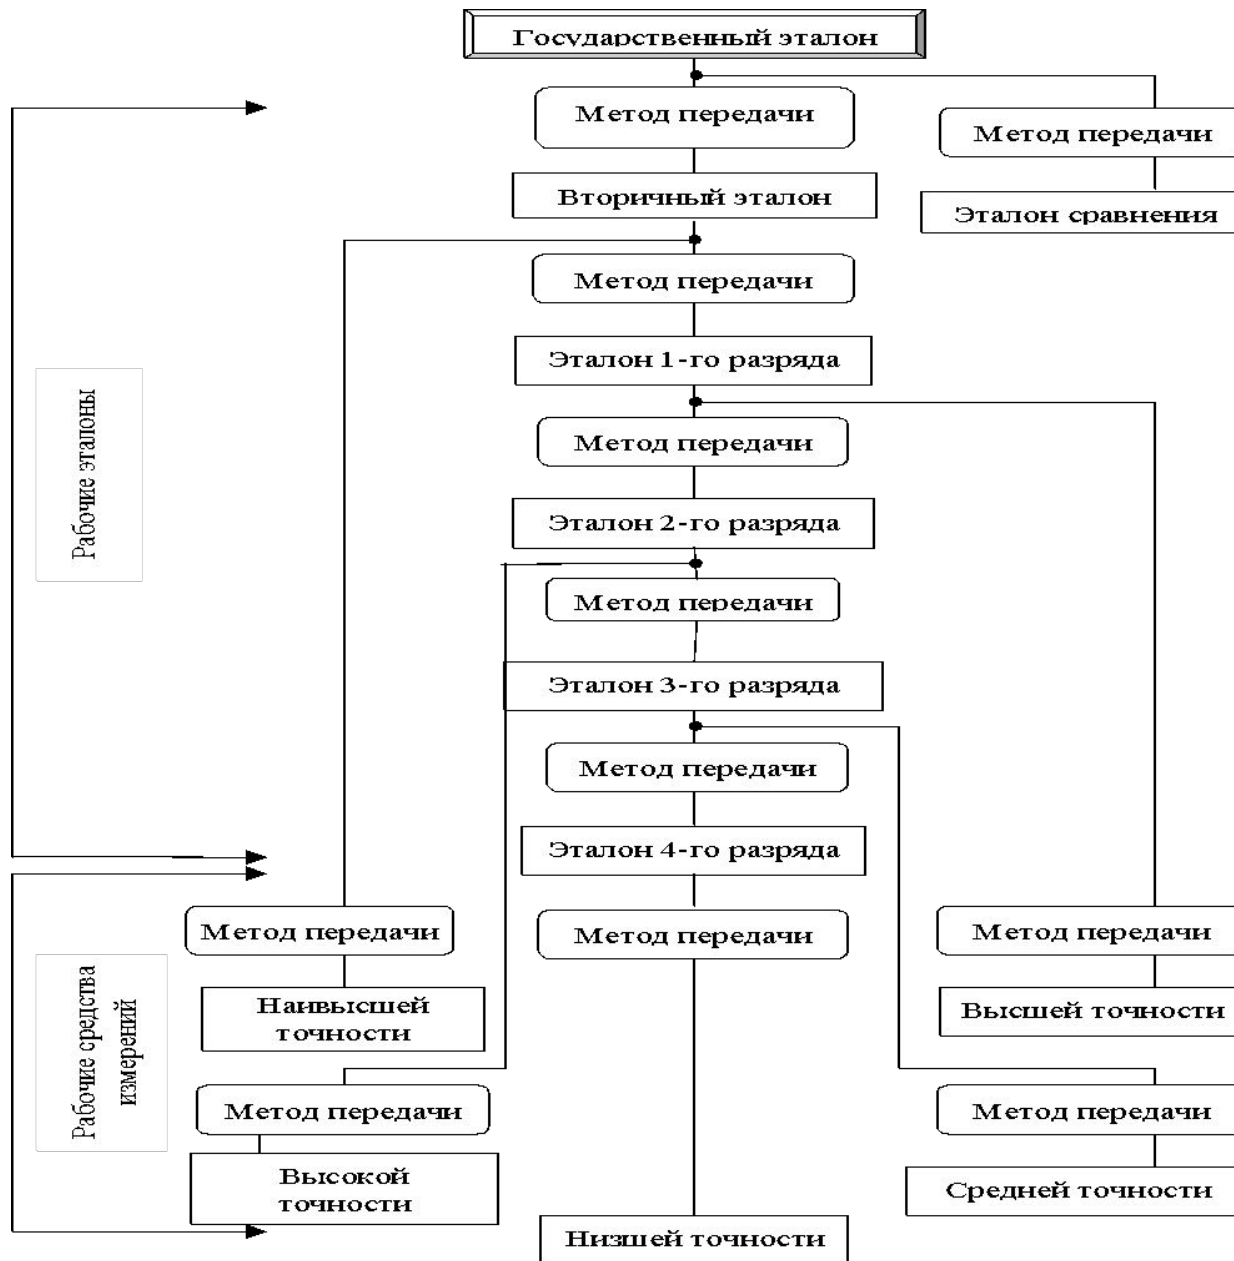 Государственный эталон
Метод передачи
Метод передачи
Вторичный эталон
Эталон сравнения
Метод передачи
Эталон 1-го разряда
Рабочие эталоны
Метод передачи
Эталон 2-го разряда
Метод передачи
Эталон 3-го разряда
Метод передачи
Эталон 4-го разряда
Метод передачи
Метод передачи
Метод передачи
Рабочие средства
измерений
Наивысшей
точности
Высшей точности
Метод передачи
Метод передачи
Высокой
точности
Средней точности
Низшей точности